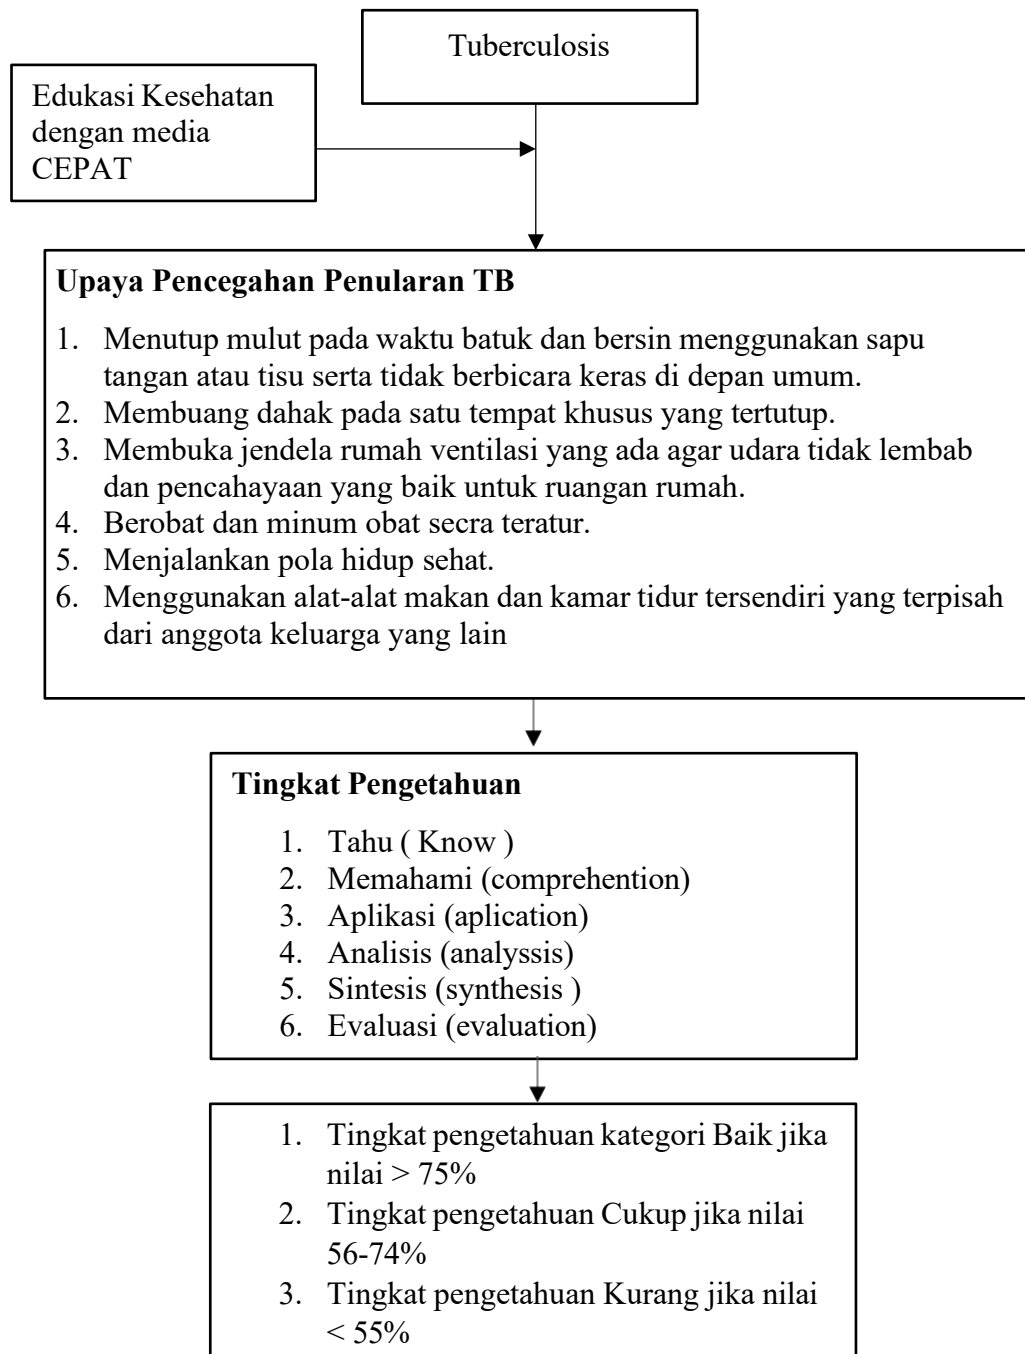 Tuberculosis
Edukasi Kesehatan
dengan media
CEPAT
Upaya Pencegahan Penularan TB
1. Menutup mulut pada waktu batuk dan bersin menggunakan sapu
tangan atau tisu serta tidak berbicara keras di depan umum.
2. Membuang dahak pada satu tempat khusus yang tertutup.
3. Membuka jendela rumah ventilasi yang ada agar udara tidak lembab
dan pencahayaan yang baik untuk ruangan rumah.
4. Berobat dan minum obat secra teratur.
5. Menjalankan pola hidup sehat.
6. Menggunakan alat-alat makan dan kamar tidur tersendiri yang terpisah
dari anggota keluarga yang lain
Tingkat Pengetahuan
1. Tahu ( Know )
2. Memahami (comprehention)
3. Aplikasi (aplication)
4. Analisis (analyssis)
5. Sintesis (synthesis )
6. Evaluasi (evaluation)
1. Tingkat pengetahuan kategori Baik jika
nilai > 75%
2. Tingkat pengetahuan Cukup jika nilai
56-74%
3. Tingkat pengetahuan Kurang jika nilai
< 55%